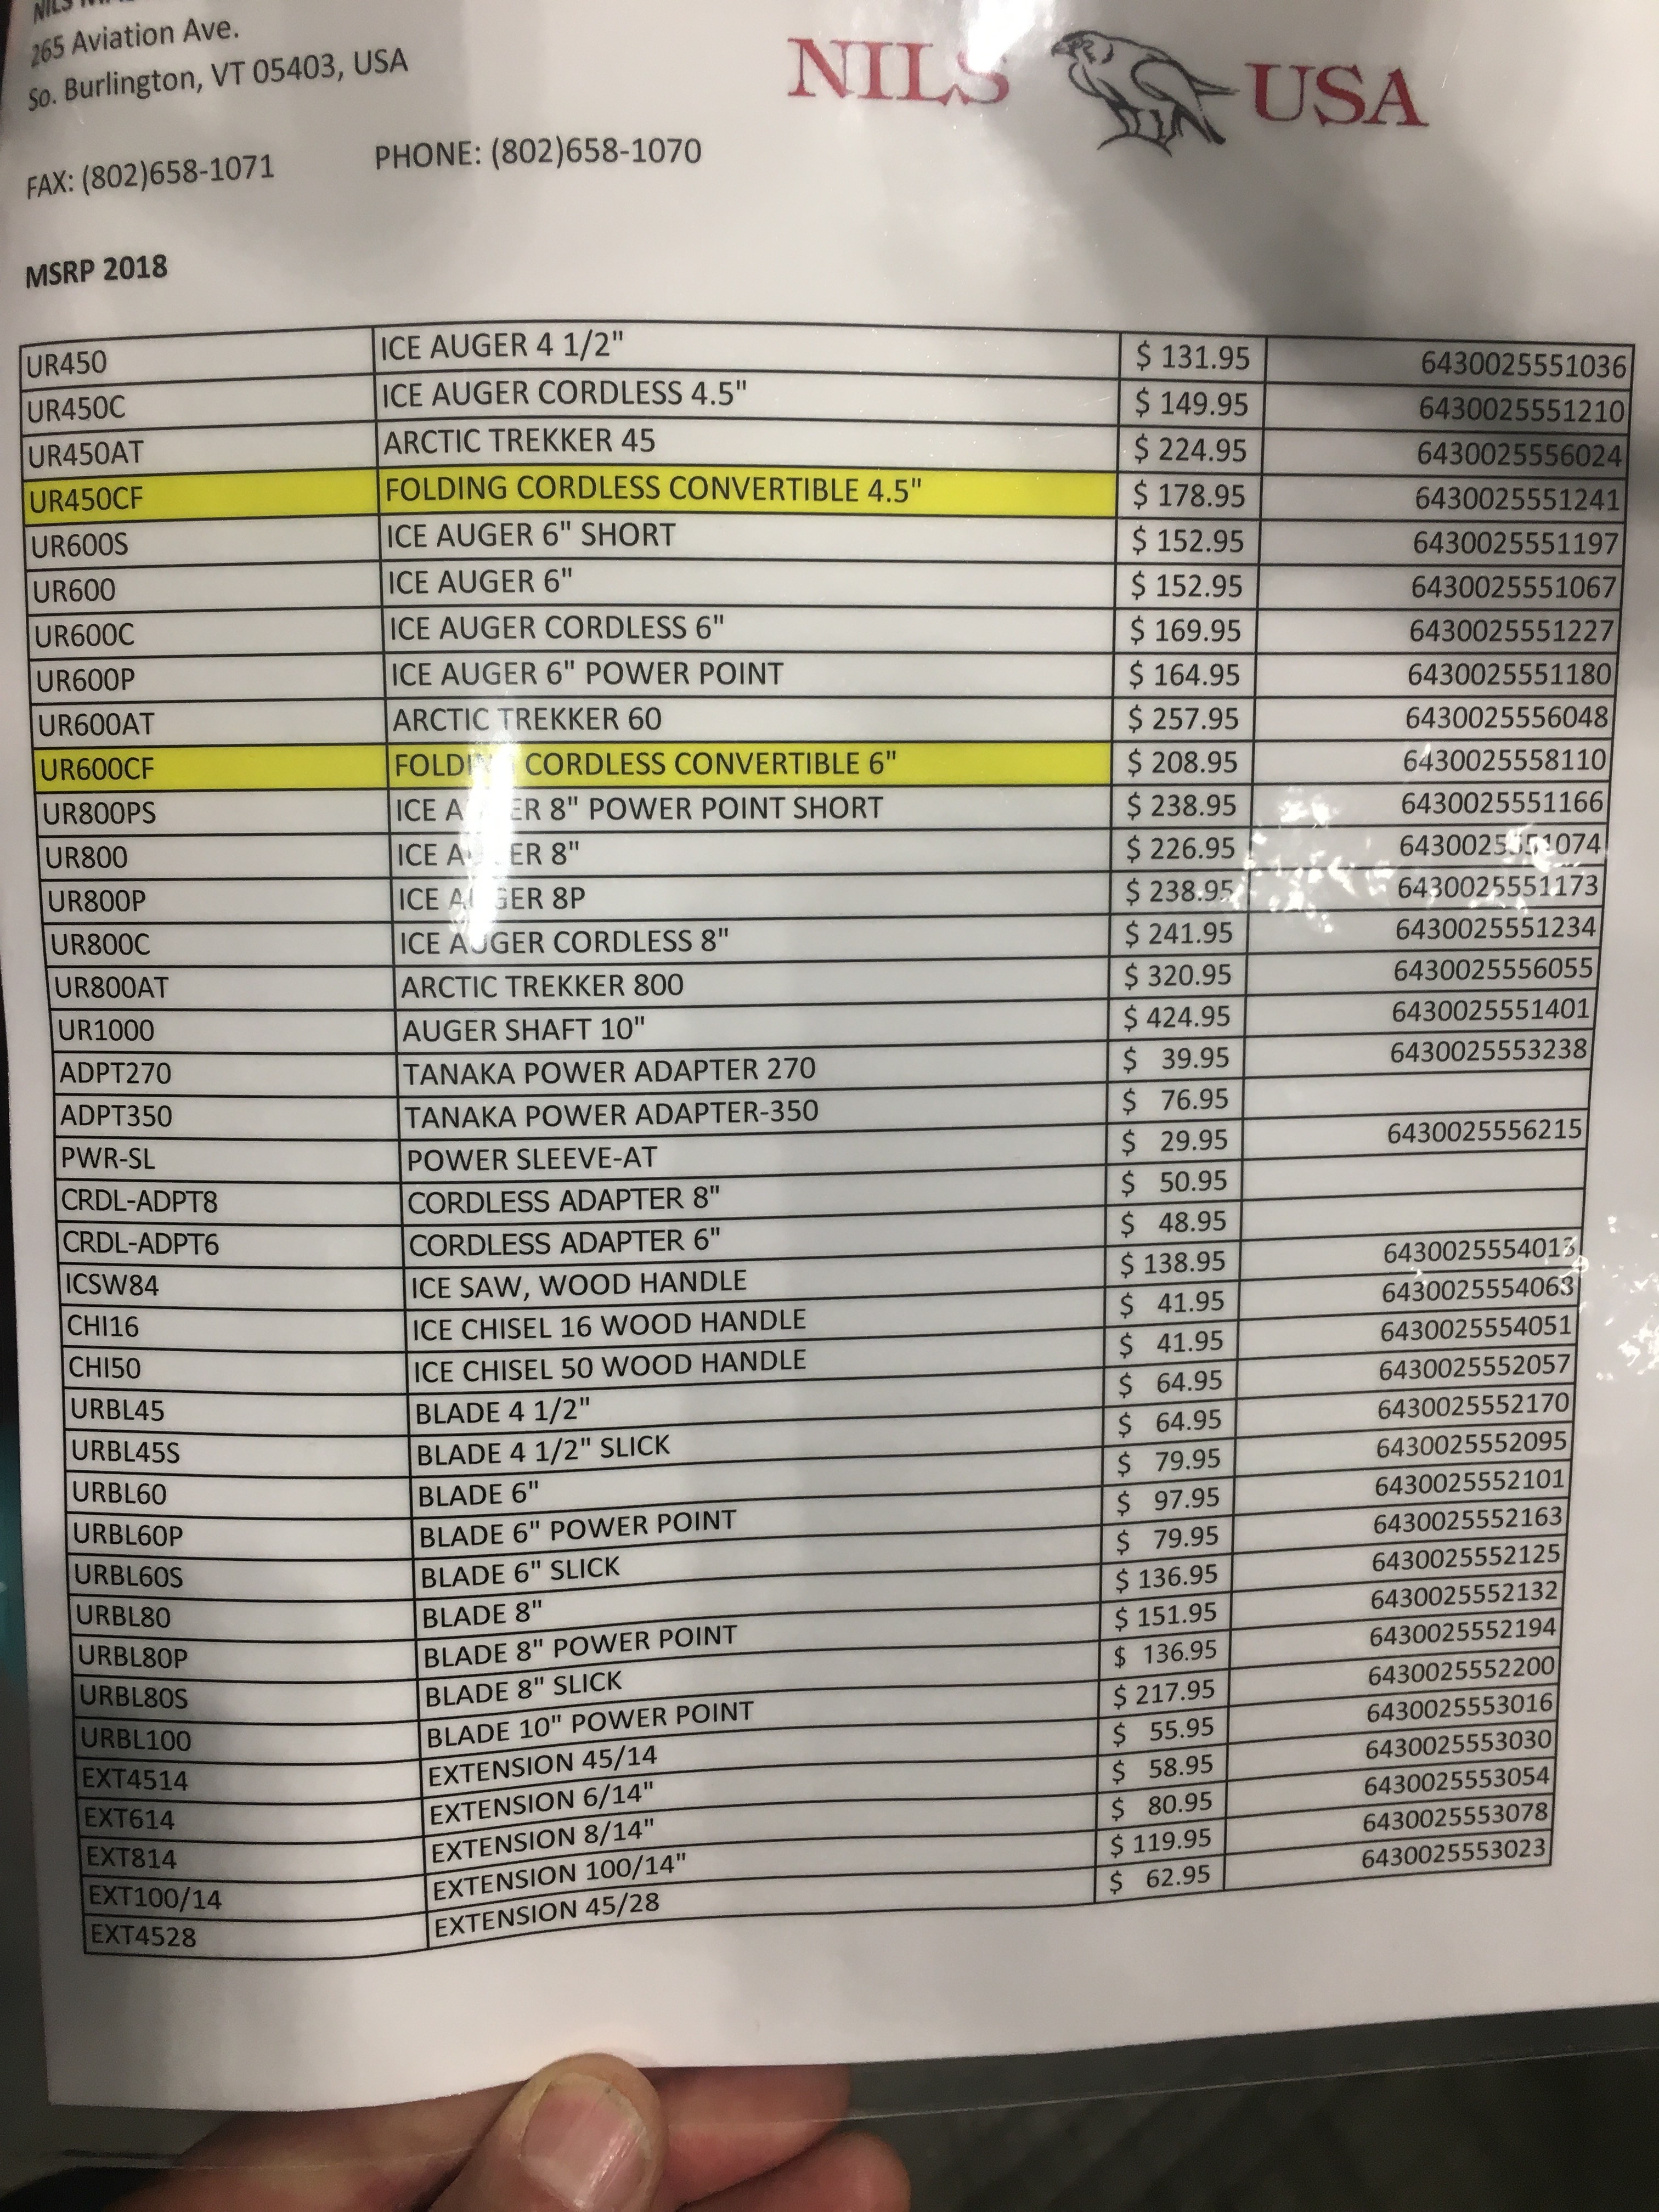 NILS
265 Aviation Ave.
So. Burlington, VT 05403, USA
NILS USA
FAX: (802)658-1071 PHONE: (802)658-1070
MSRP 2018
UR450 ICE AUGER 4 1/2" $ 131.95 6430025551036
UR450C ICE AUGER CORDLESS 4.5" $ 149.95 6430025551210
UR450AT ARCTIC TREKKER 45 $ 224.95 6430025556024
UR450CF FOLDING CORDLESS CONVERTIBLE 4.5" $ 178.95 6430025551241
UR600S ICE AUGER 6" SHORT $ 152.95 6430025551197
UR600 ICE AUGER 6" $ 152.95 6430025551067
UR600C ICE AUGER CORDLESS 6" $ 169.95 6430025551227
UR600P ICE AUGER 6" POWER POINT $ 164.95 6430025551180
UR600AT ARCTIC TREKKER 60 $ 257.95 6430025556048
UR600CF FOLDING CORDLESS CONVERTIBLE 6" $ 208.95 6430025558110
UR800PS ICE AUGER 8" POWER POINT SHORT $ 238.95 6430025551166
UR800 ICE AUGER 8" $ 226.95 6430025551074
UR800P ICE AUGER 8P $ 238.95 6430025551173
UR800C ICE AUGER CORDLESS 8" $ 241.95 6430025551234
UR800AT ARCTIC TREKKER 800 $ 320.95 6430025556055
UR1000 AUGER SHAFT 10" $ 424.95 6430025551401
ADPT270 TANAKA POWER ADAPTER 270 $ 39.95 6430025553238
ADPT350 TANAKA POWER ADAPTER-350 $ 76.95
PWR-SL POWER SLEEVE-AT $ 29.95 6430025556215
CRDL-ADPT8 CORDLESS ADAPTER 8" $ 50.95
CRDL-ADPT6 CORDLESS ADAPTER 6" $ 48.95
ICSW84 ICE SAW, WOOD HANDLE $ 138.95 6430025554013
CHI16 ICE CHISEL 16 WOOD HANDLE $ 41.95 6430025554068
CHI50 ICE CHISEL 50 WOOD HANDLE $ 41.95 6430025554051
URBL45 BLADE 4 1/2" $ 64.95 6430025552057
URBL45S BLADE 4 1/2" SLICK $ 64.95 6430025552170
URBL60 BLADE 6" $ 79.95 6430025552095
URBL60P BLADE 6" POWER POINT $ 97.95 6430025552101
URBL60S BLADE 6" SLICK $ 79.95 6430025552163
URBL80 BLADE 8" $ 136.95 6430025552125
URBL80P BLADE 8" POWER POINT $ 151.95 6430025552132
URBL80S BLADE 8" SLICK $ 136.95 6430025552194
URBL100 BLADE 10" POWER POINT $ 217.95 6430025552200
EXT4514 EXTENSION 45/14 $ 55.95 6430025553016
EXT614 EXTENSION 6/14" $ 58.95 6430025553030
EXT814 EXTENSION 8/14" $ 80.95 6430025553054
EXT100/14 EXTENSION 100/14" $ 119.95 6430025553078
EXT4528 EXTENSION 45/28 $ 62.95 6430025553023